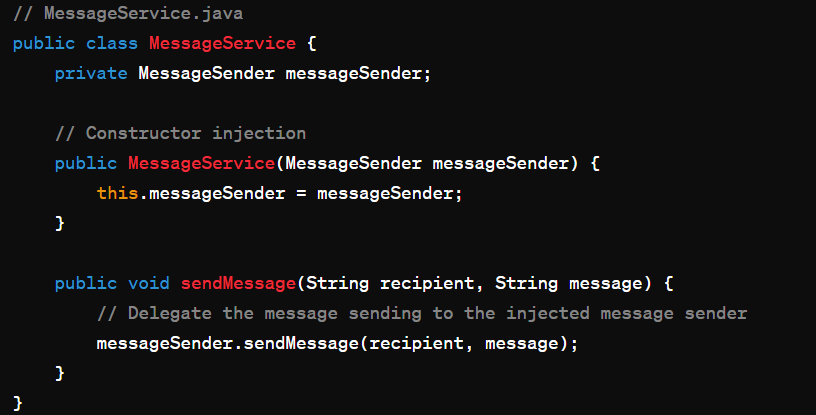 // MessageService.java
public class MessageService {
    private MessageSender messageSender;

    // Constructor injection
    public MessageService(MessageSender messageSender) {
        this.messageSender = messageSender;
    }

    public void sendMessage(String recipient, String message) {
        // Delegate the message sending to the injected message sender
        messageSender.sendMessage(recipient, message);
    }
}